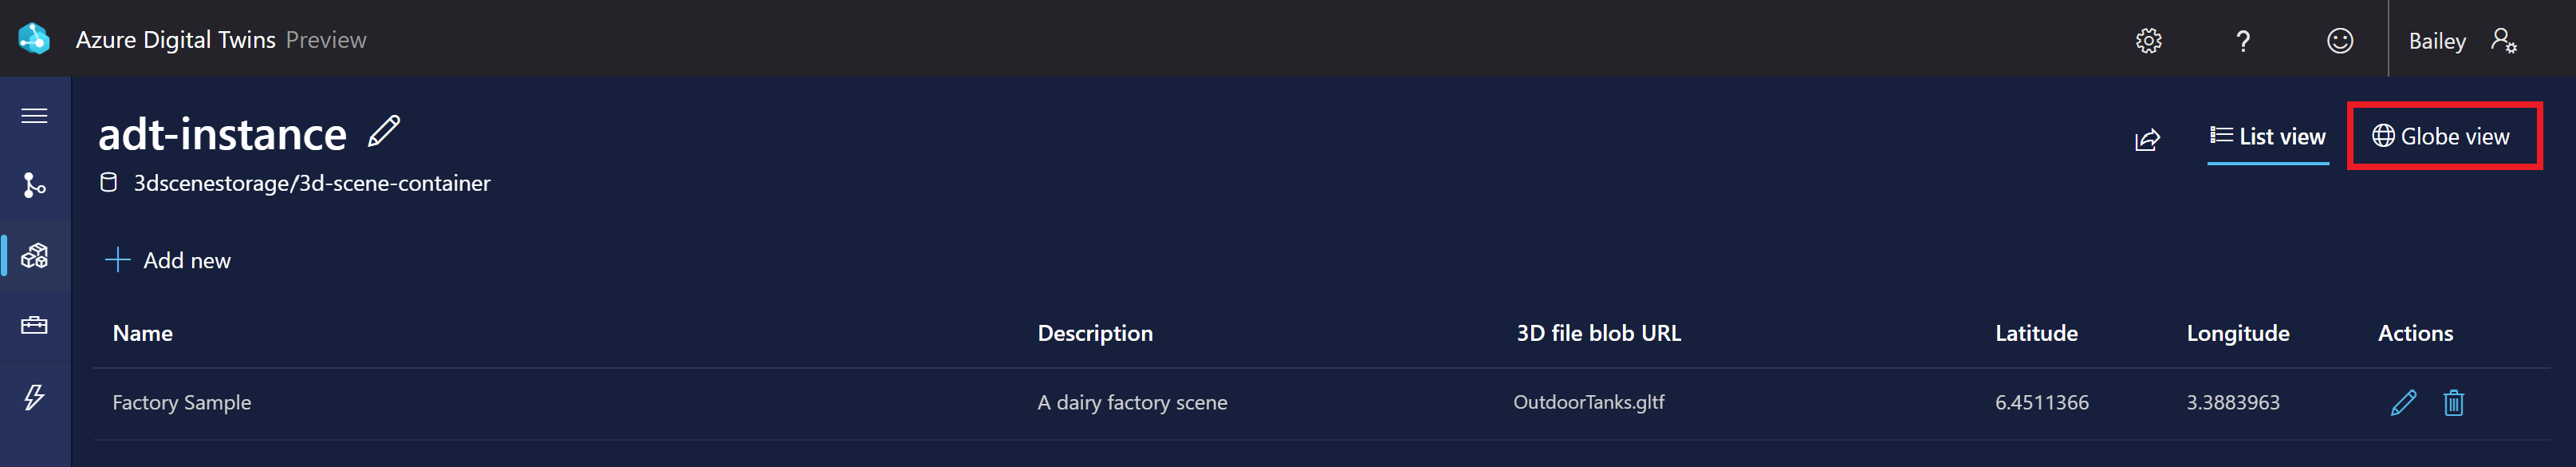 Azure Digital Twins Preview
?
Bailey
adt-instance
List view
Globe view
3dscenestorage/3d-scene-container
Add new
Name Description 3D file blob URL Latitude Longitude Actions
Factory Sample A dairy factory scene OutdoorTanks.gltf 6.4511366 3.3883963